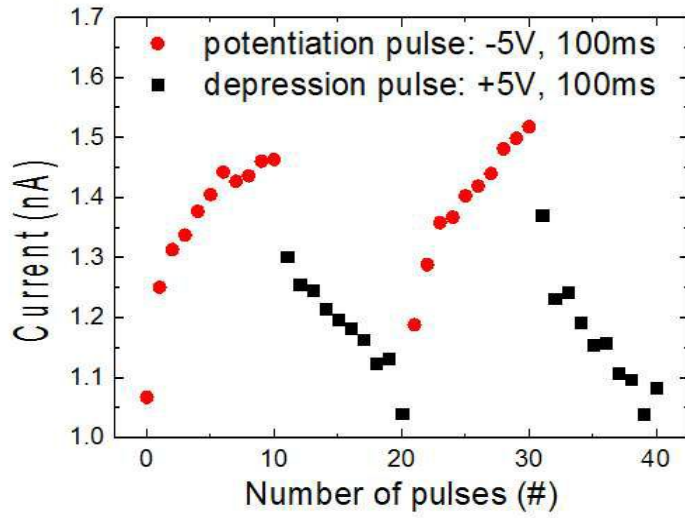 1.7
1.6
1.5
1.4
1.3
1.2
1.1
1.0
Current (nA)
potentiation pulse: -5V, 100ms
depression pulse: +5V, 100ms
0 10 20 30 40
Number of pulses (#)